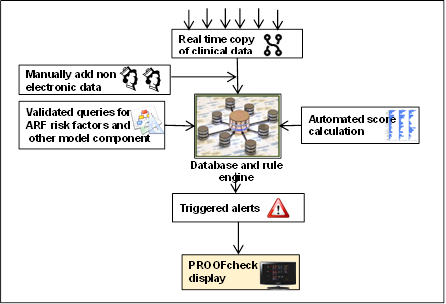 Real time copy
of clinical data
Manually add non
electronic data
Validated queries for
ARF risk factors and
other model component
Automated score
calculation
Database and rule
engine
Triggered alerts
PROOFcheck
display